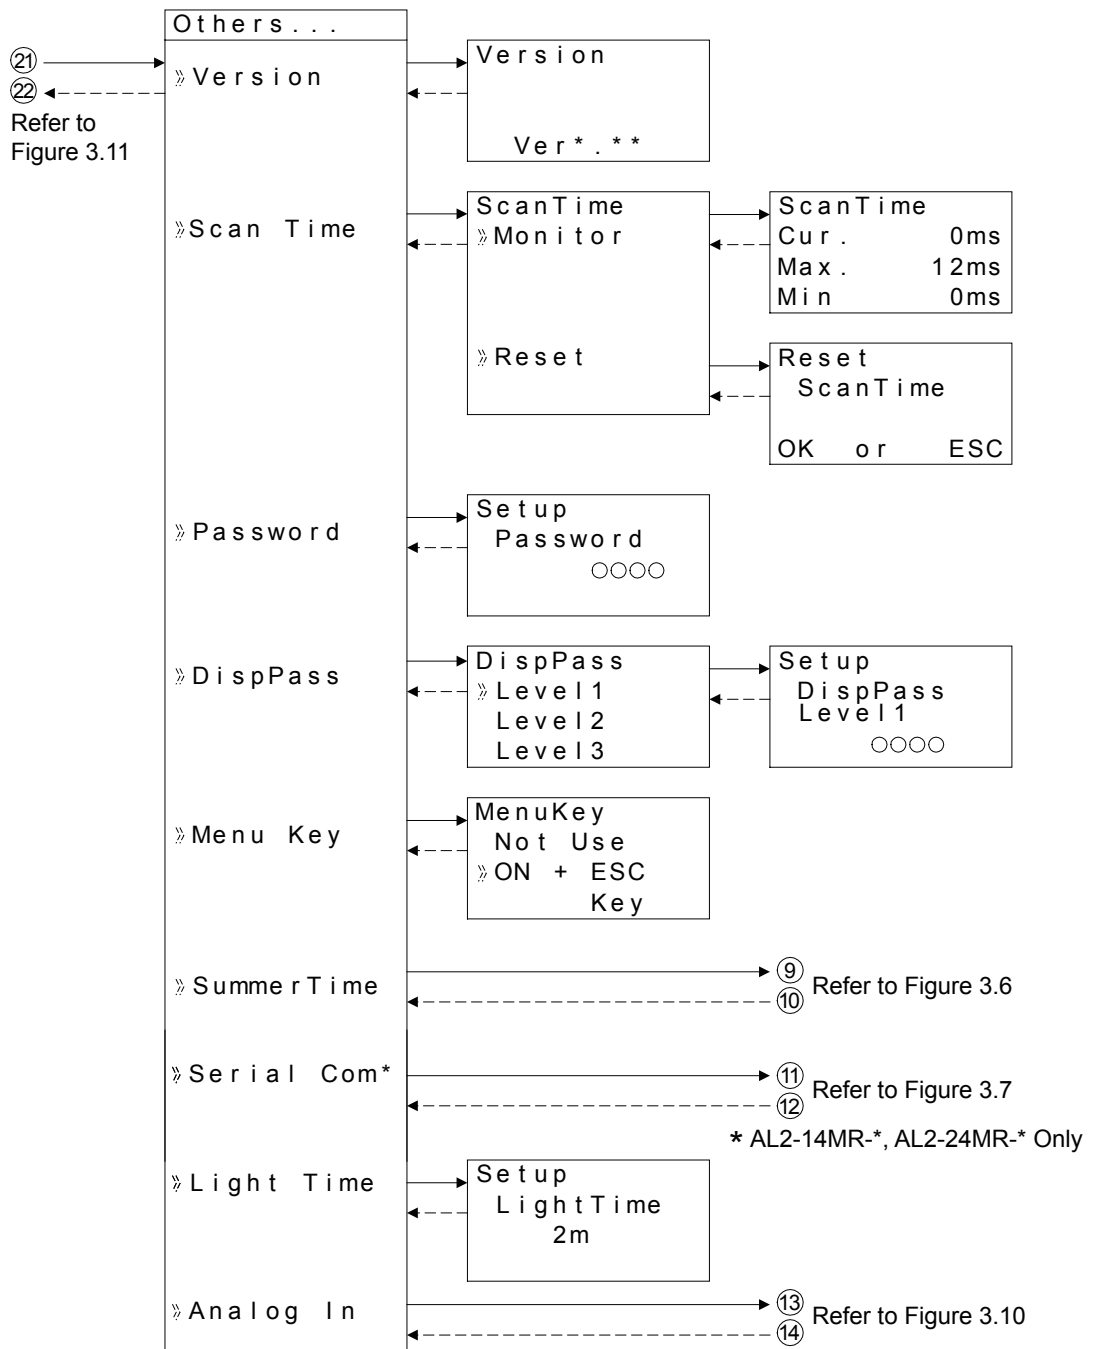 Others...
㉑
㉒
Refer to
Figure 3.11
»Version
Version
Ver*.**
»Scan Time
ScanTime
»Monitor
»Reset
ScanTime
Cur. 0ms
Max. 12ms
Min 0ms
Reset
ScanTime
OK or ESC
»Password
Setup
Password
○○○○
»DispPass
DispPass
»Level1
Level2
Level3
Setup
DispPass
Level1
○○○○
»Menu Key
MenuKey
Not Use
»ON + ESC
Key
»SummerTime
⑨
⑩
Refer to Figure 3.6
»Serial Com*
⑪
⑫
Refer to Figure 3.7
* AL2-14MR-*, AL2-24MR-* Only
»Light Time
Setup
LightTime
2m
»Analog In
⑬
⑭
Refer to Figure 3.10